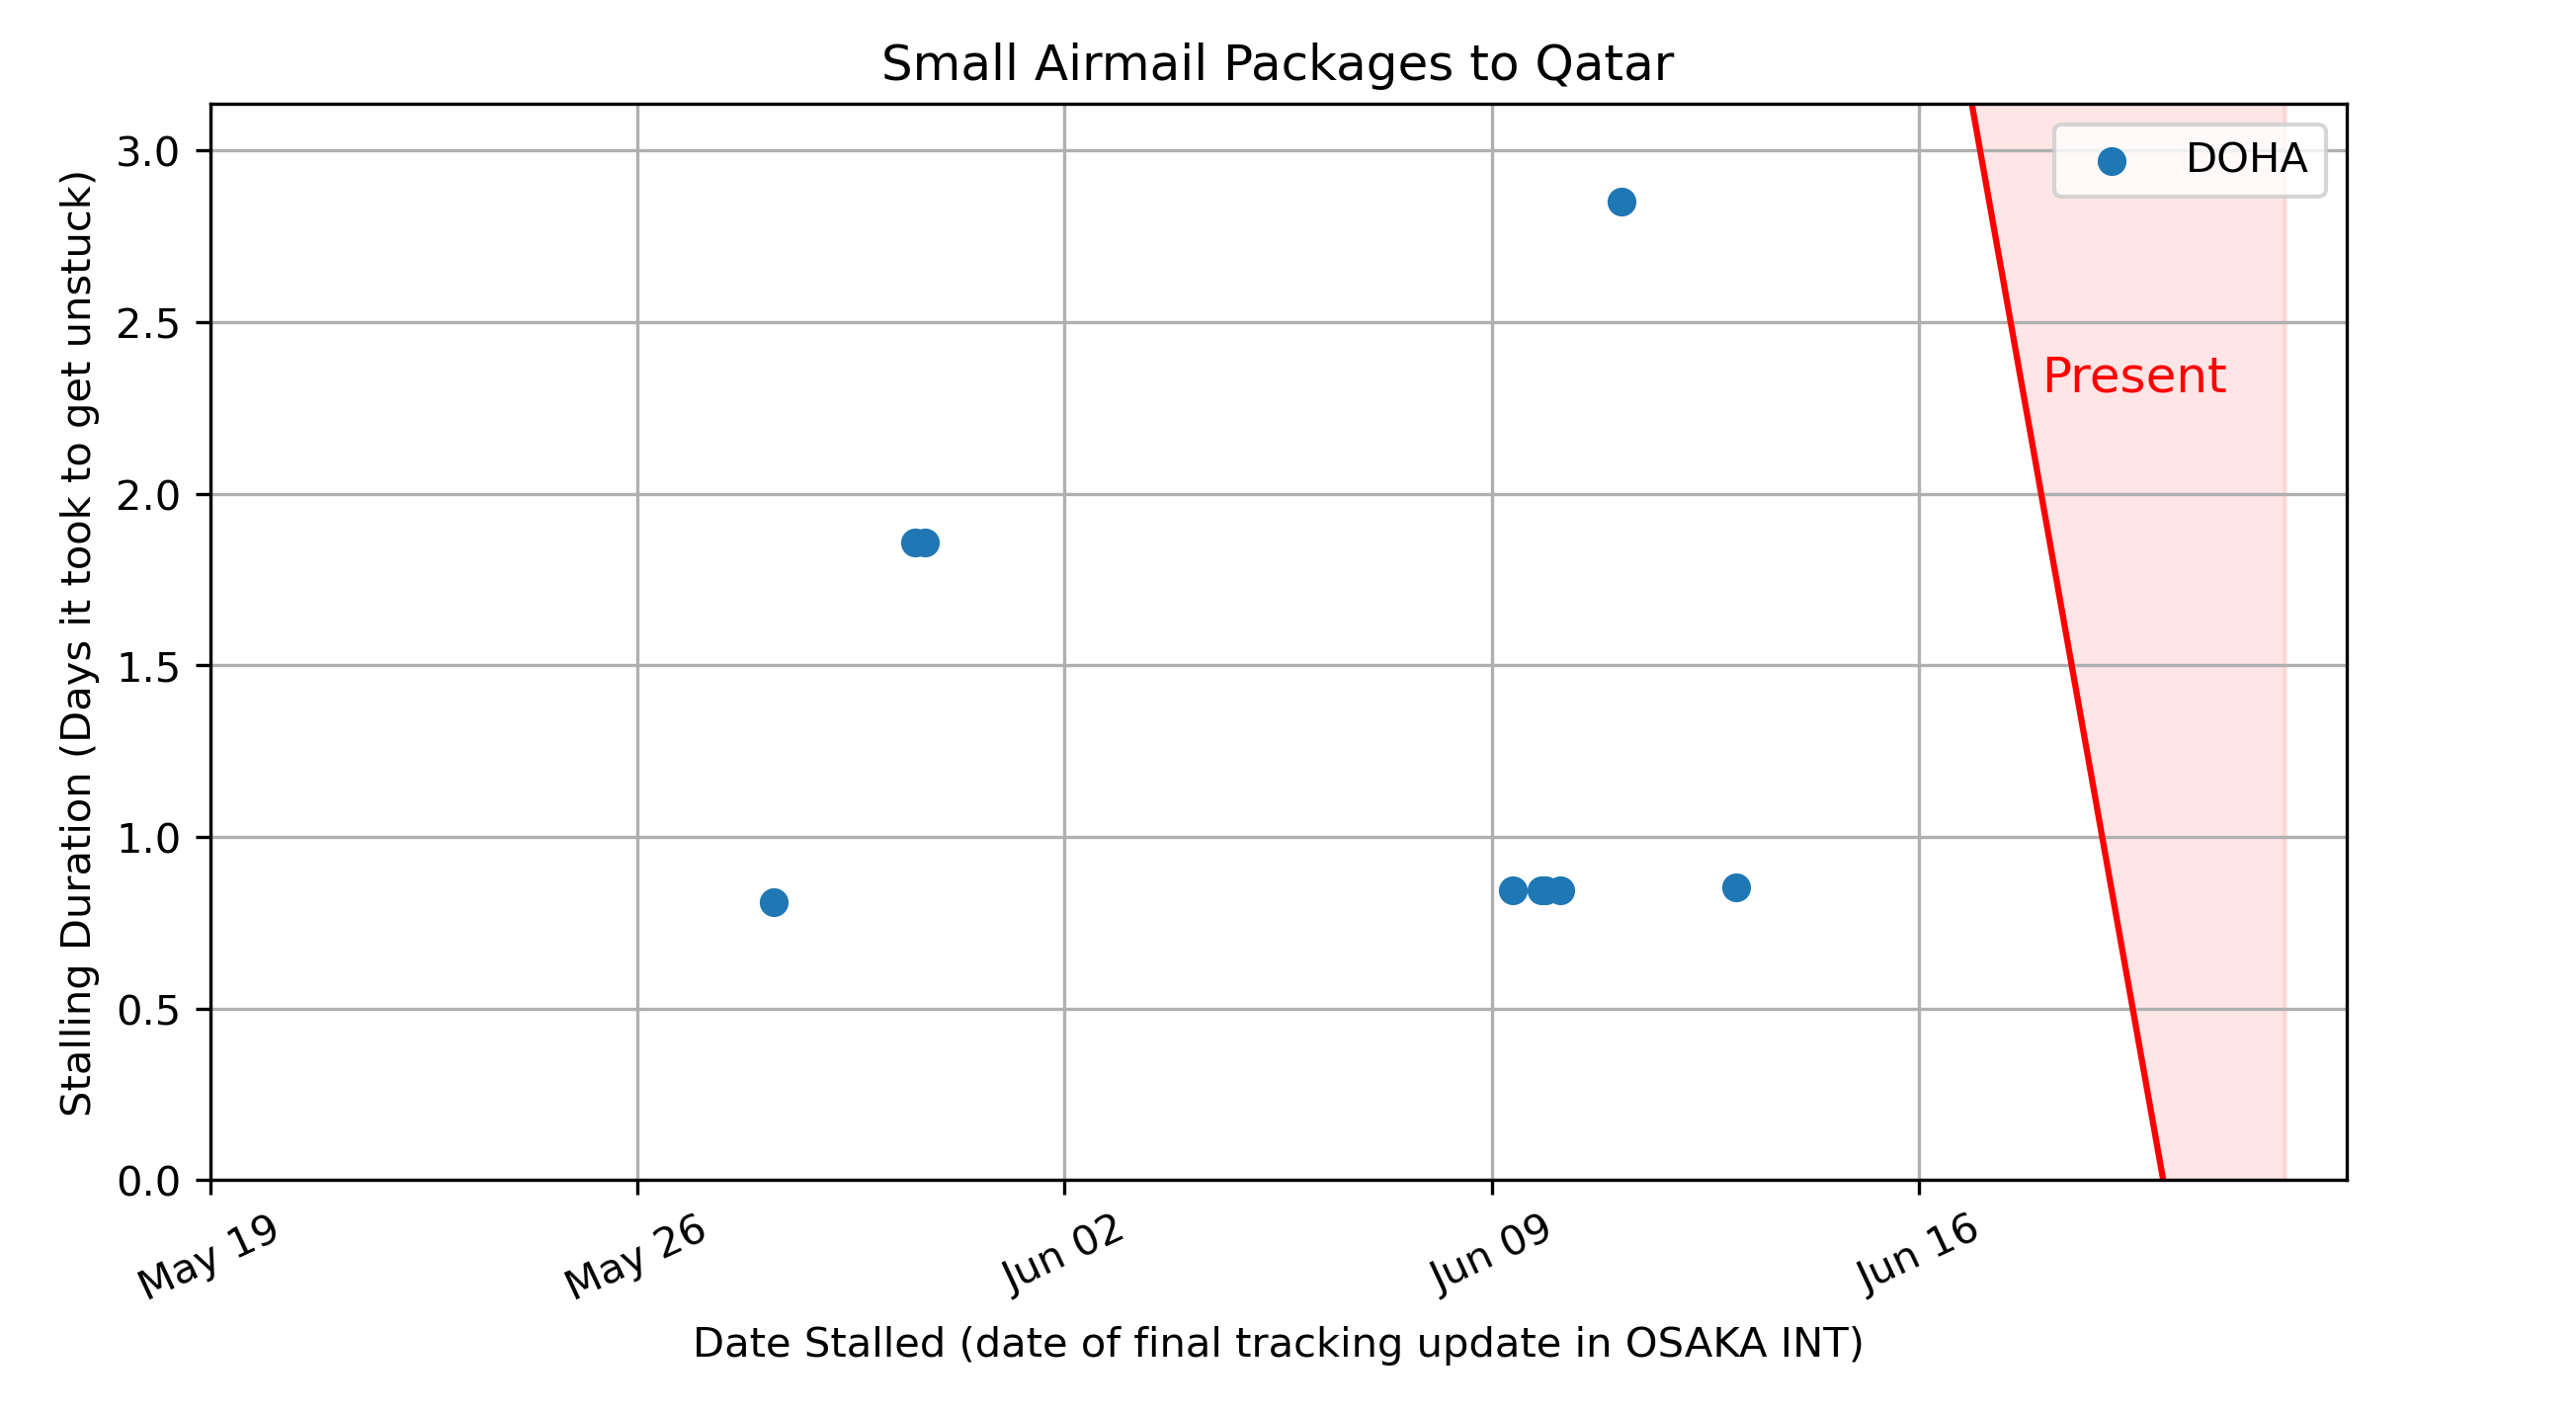 Small Airmail Packages to Qatar
DOHA
Present
Stalling Duration (Days it took to get unstuck)
3.0
2.5
2.0
1.5
1.0
0.5
0.0
May 19
May 26
Jun 02
Jun 09
Jun 16
Date Stalled (date of final tracking update in OSAKA INT)